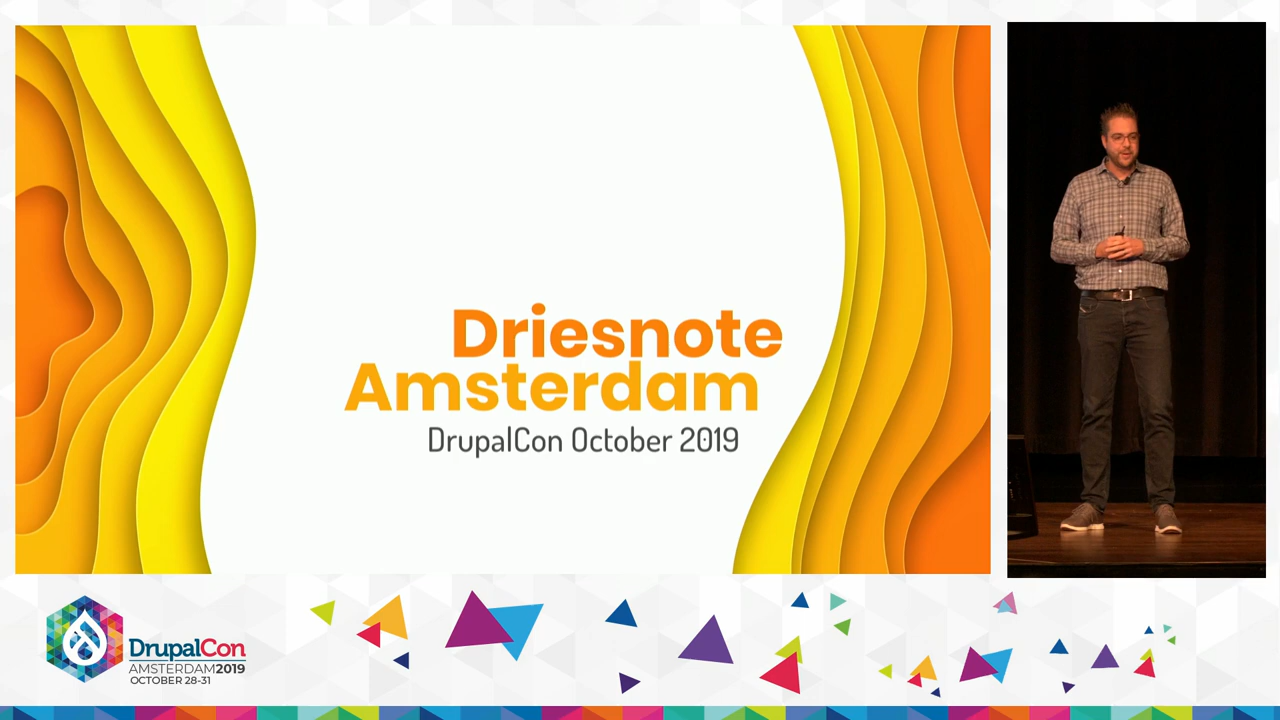 Driesnote
Amsterdam
DrupalCon October 2019
DrupalCon
AMSTERDAM2019
OCTOBER 28-31